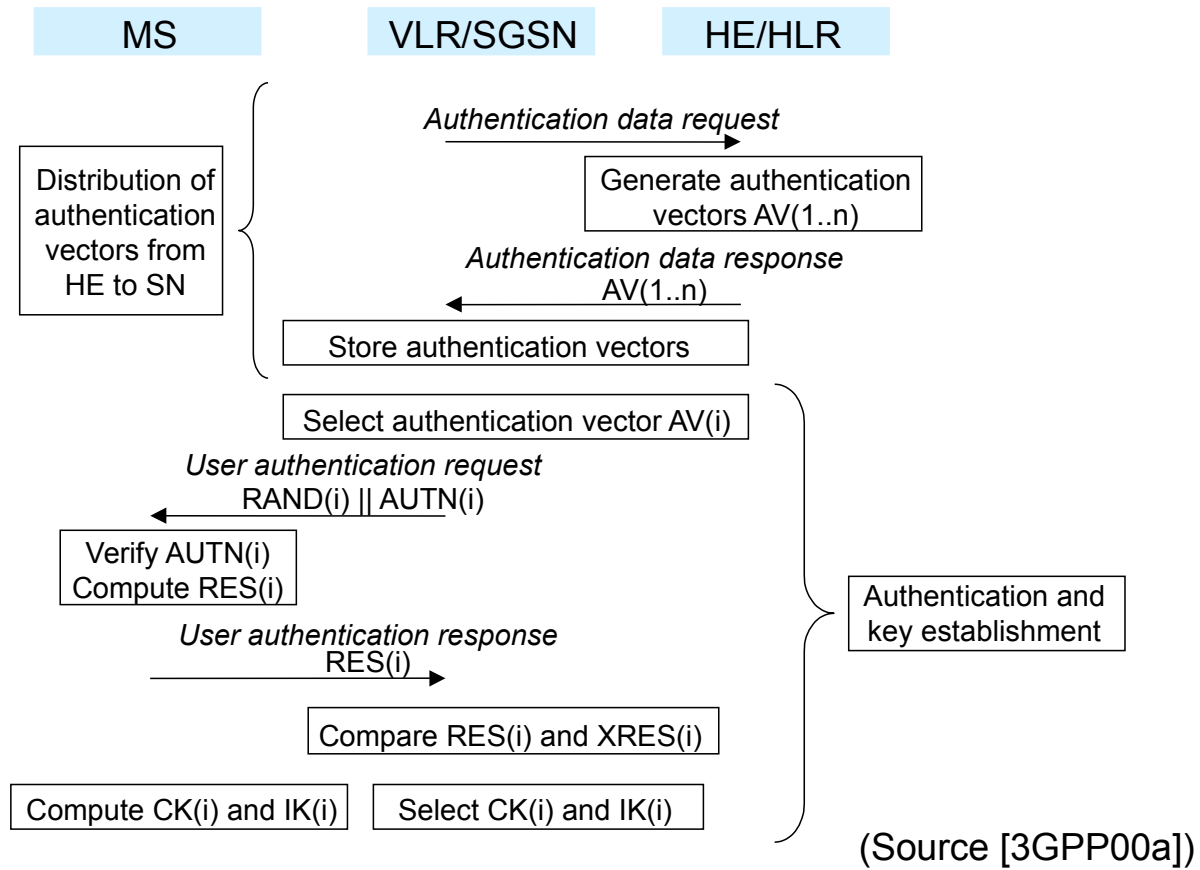 MS
VLR/SGSN
HE/HLR
Authentication data request
Distribution of
authentication
vectors from
HE to SN
Generate authentication
vectors AV(1..n)
Authentication data response
AV(1..n)
Store authentication vectors
Select authentication vector AV(i)
User authentication request
RAND(i) || AUTN(i)
Verify AUTN(i)
Compute RES(i)
Authentication and
key establishment
User authentication response
RES(i)
Compare RES(i) and XRES(i)
Compute CK(i) and IK(i)
Select CK(i) and IK(i)
(Source [3GPP00a])